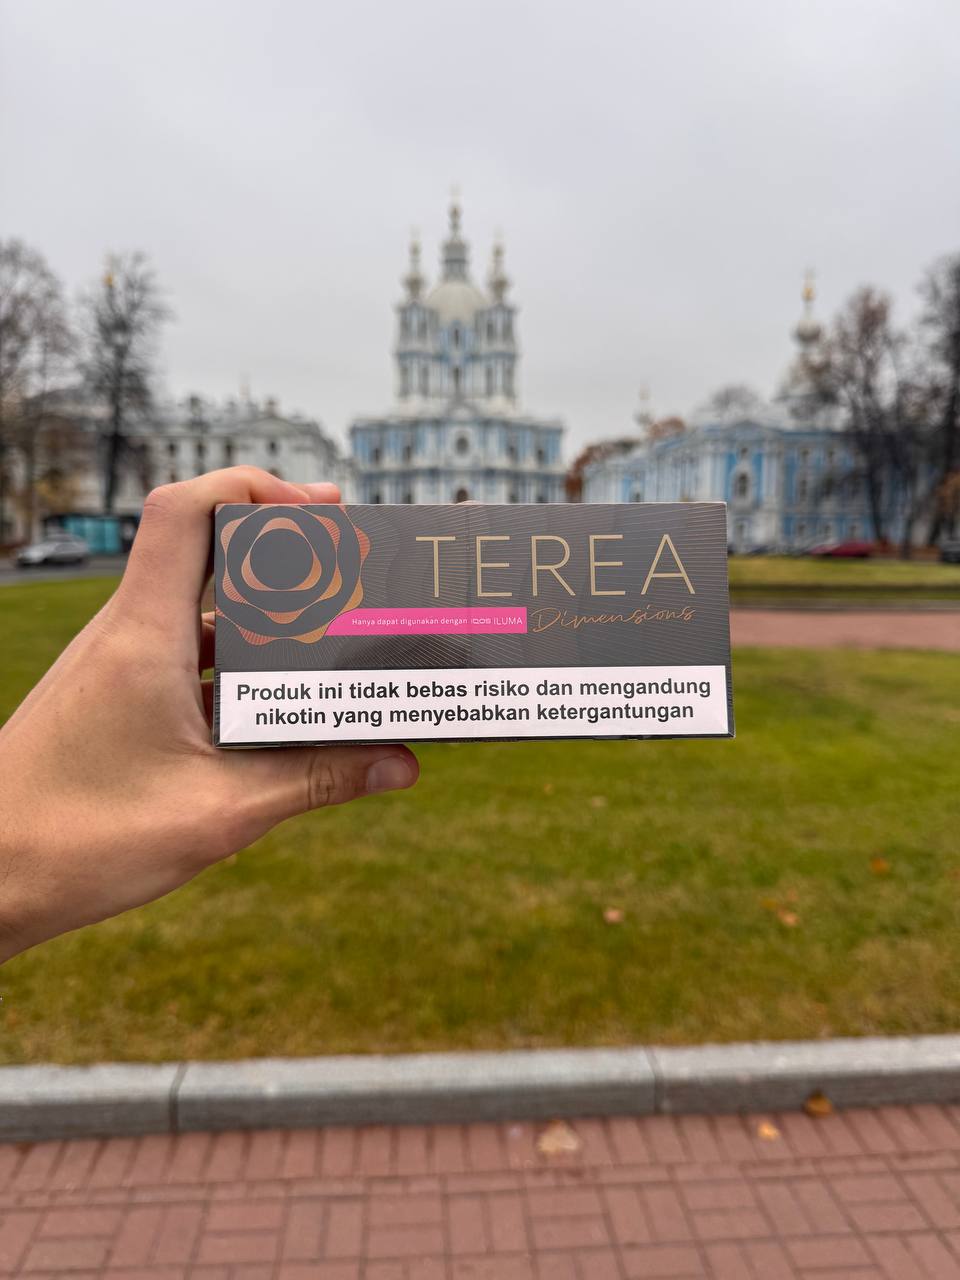 TEREA
Hanya dapat digunakan dengan IQOS ILUMA
Dimensions
Produk ini tidak bebas risiko dan mengandung
nikotin yang menyebabkan ketergantungan